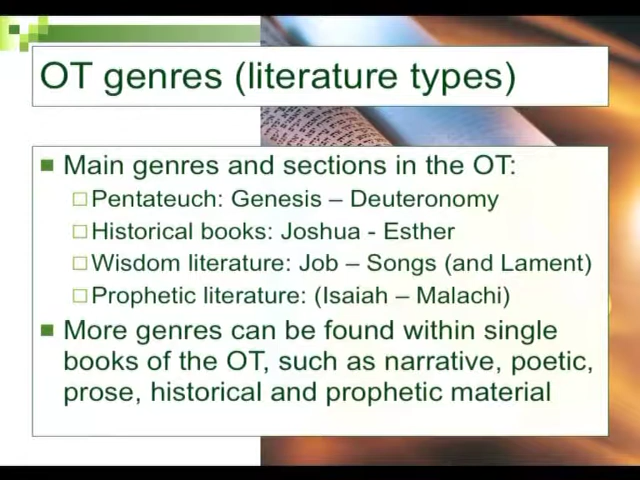 OT genres (literature types)
Main genres and sections in the OT:
Pentateuch: Genesis – Deuteronomy
Historical books: Joshua - Esther
Wisdom literature: Job – Songs (and Lament)
Prophetic literature: (Isaiah – Malachi)
More genres can be found within single
books of the OT, such as narrative, poetic,
prose, historical and prophetic material